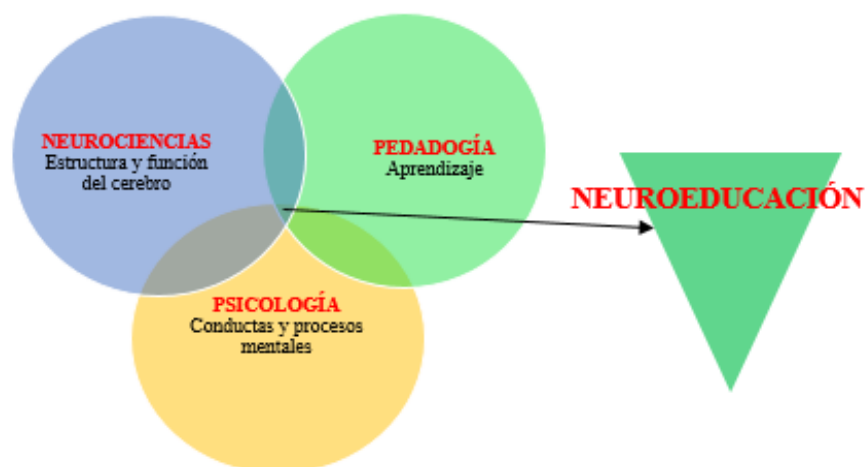 NEUROCIENCIAS
Estructura y función
del cerebro
PEDADOGÍA
Aprendizaje
NEUROEDUCACIÓN
PSICOLOGÍA
Conductas y procesos
mentales